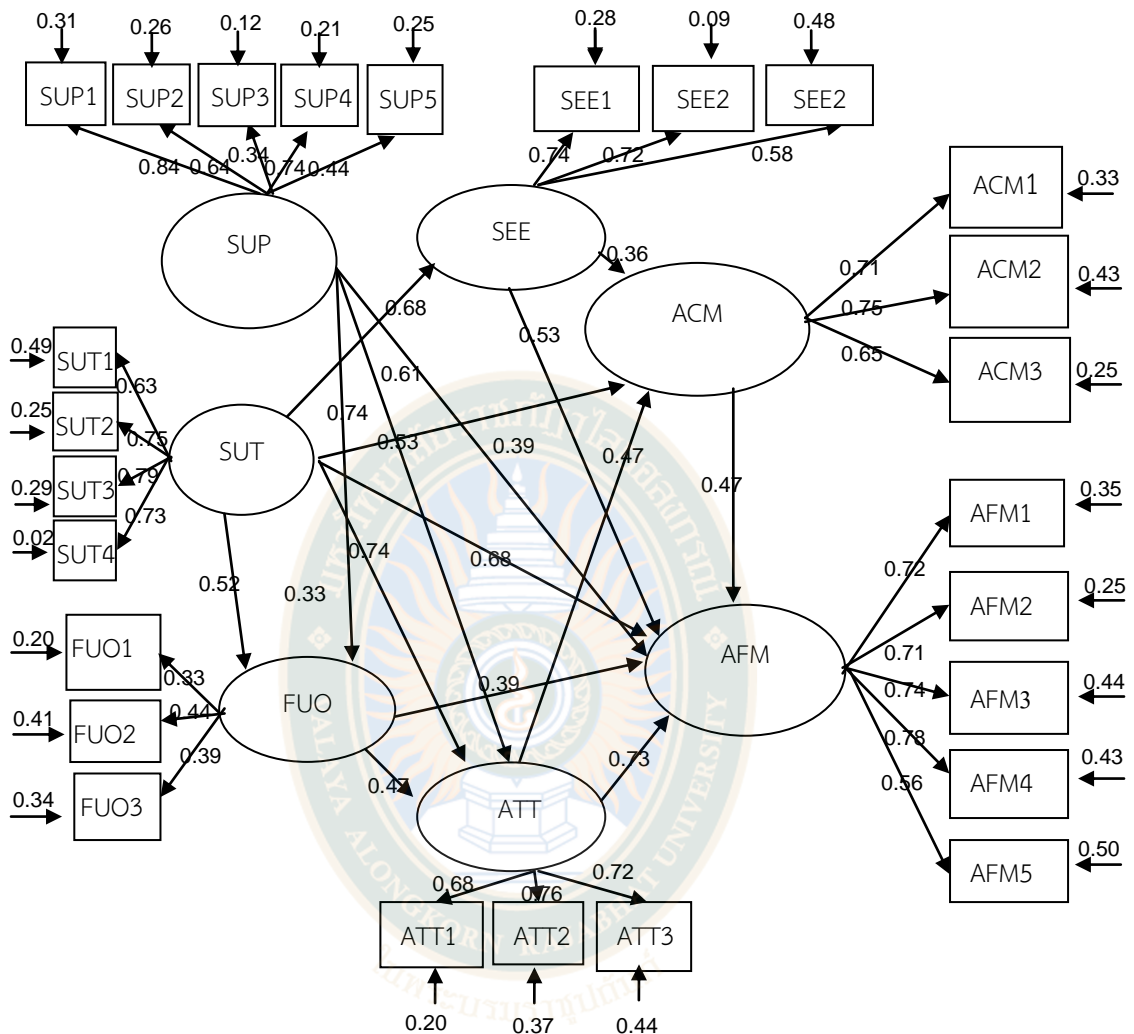 0.31 0.26 0.12 0.21 0.25 0.28 0.09 0.48
SUP1 SUP2 SUP3 SUP4 SUP5 SEE1 SEE2 SEE2
0.84 0.64 0.34 0.74 0.44 0.74 0.72 0.58
ACM1 0.33
SUP SEE
0.36
ACM2 0.43
0.71
0.68 ACM 0.75
0.53
0.65 ACM3 0.25
0.49 SUT1
0.63
0.61
0.25 SUT2
0.74 0.53 0.39 0.47
0.75
SUT
0.29 SUT3
0.79
0.47
0.73
0.02 SUT4
AFM1 0.35
0.74 0.68
0.72
0.52 0.33
AFM2 0.25
0.20 FUO1
0.33
AFM
0.71
FUO 0.39
0.74 AFM3 0.44
0.41 FUO2 0.44
0.39
0.73
0.78
0.47
AFM4 0.43
0.56
0.34 FUO3
ATT
AFM5 0.50
0.68 0.76 0.72
ATT1 ATT2 ATT3
0.20 0.37 0.44
ALAYA ALONGKORN RAJABHAT UNIVERSITY